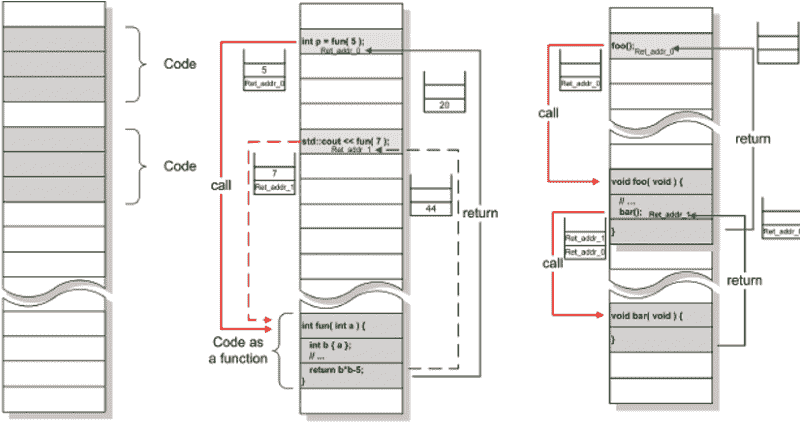 Code
Code
int p = fun( 5 );
Ret_addr_0
5
Ret_addr_0
20
std::cout << fun( 7 );
Ret_addr_1
7
Ret_addr_1
44
call
return
int fun( int a ) {
int b { a };
// ...
return b*b-5;
}
Code as
a function
foo();
Ret_addr_0
Ret_addr_0
call
return
void foo( void ) {
// ...
bar();
Ret_addr_1
}
Ret_addr_1
Ret_addr_0
Ret_addr_0
call
return
void bar( void ) {
}